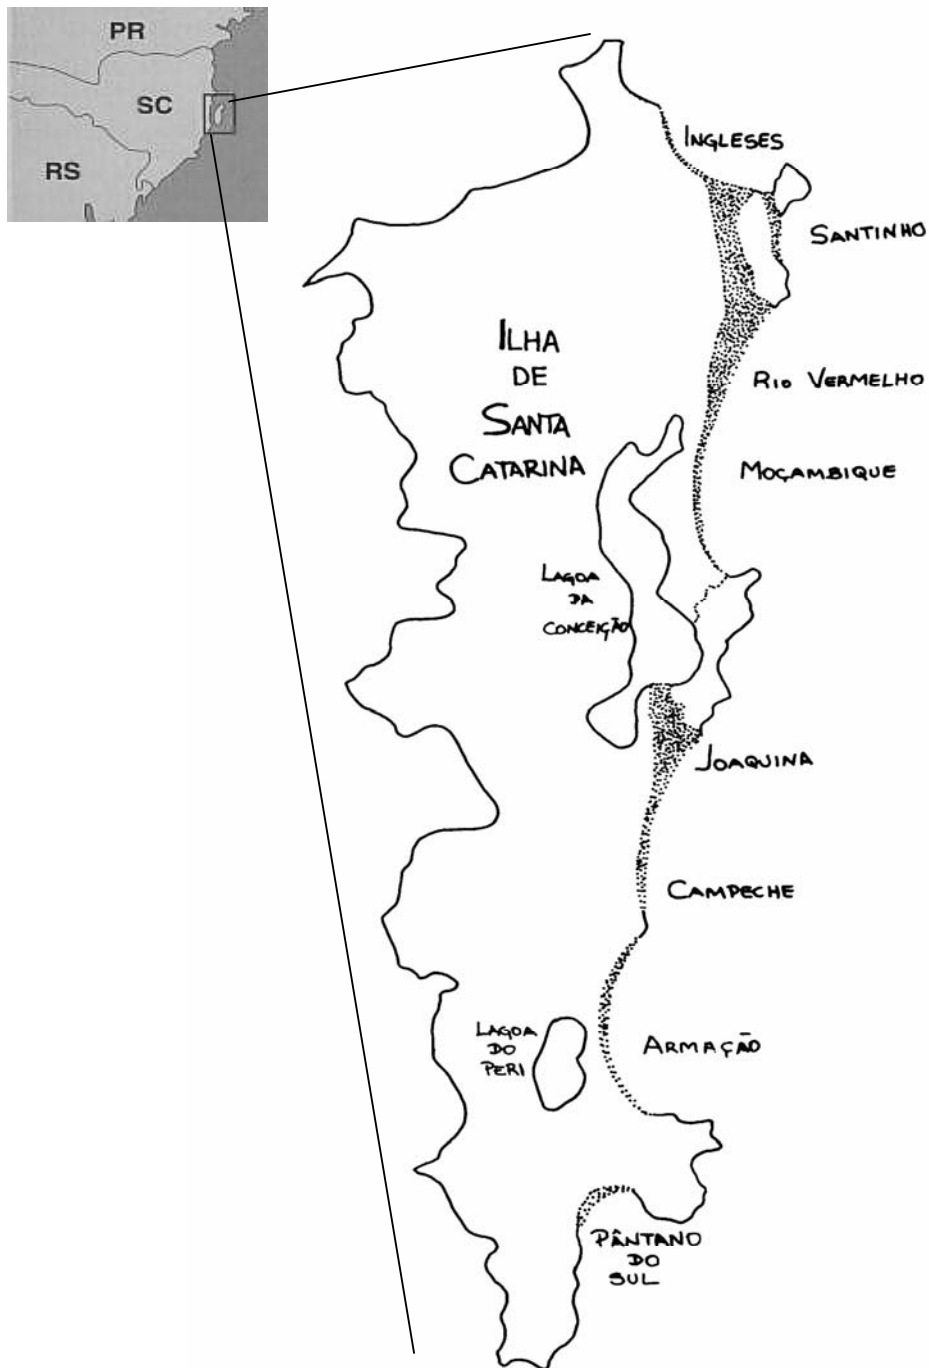 PR
SC
RS
INGLESES
SANTINHO
ILHA
DE
SANTA
CATARINA
RIO VERMELHO
MOÇAMBIQUE
LAGOA
DA
CONCEIÇÃO
JOAQUINA
CAMPECHE
LAGOA
DO
PERI
ARMAÇÃO
PÂNTANO
DO
SUL